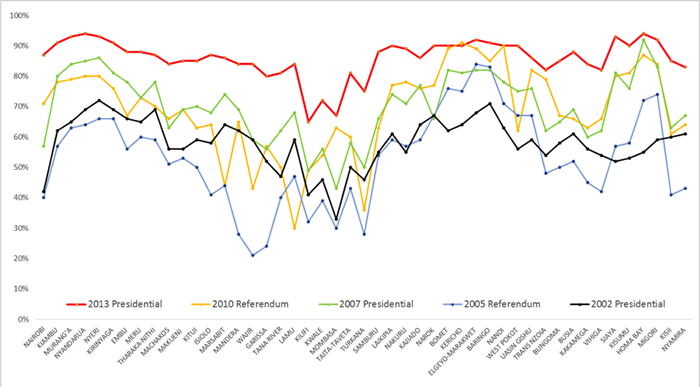 100%
90%
80%
70%
60%
50%
40%
30%
20%
10%
0%
2013 Presidential 2010 Referendum 2007 Presidential 2005 Referendum 2002 Presidential
NAIROBI
KIAMBU
MURANG'A
NYANDARUA
NYERI
KIRINYAGA
EMBU
MERU
THARAKA-NITHI
MACHAKOS
MAKUENI
KITUI
ISIOLO
MARSABIT
MANDERA
WAJIR
GARISSA
TANA RIVER
LAMU
KILIFI
KWALE
MOMBASA
TAITA-TAVETA
TURKANA
SAMBURU
LAIKIPIA
NAKURU
KAJIADO
NAROK
BOMET
KERICHO
ELGEYO-MARAKWET
BARINGO
NANDI
WEST POKOT
UASIN GISHU
TRANS NZOIA
BUNGOMA
BUSIA
KAKAMEGA
VIHIGA
SIAYA
KISUMU
HOMA BAY
MIGORI
KISII
NYAMIRA